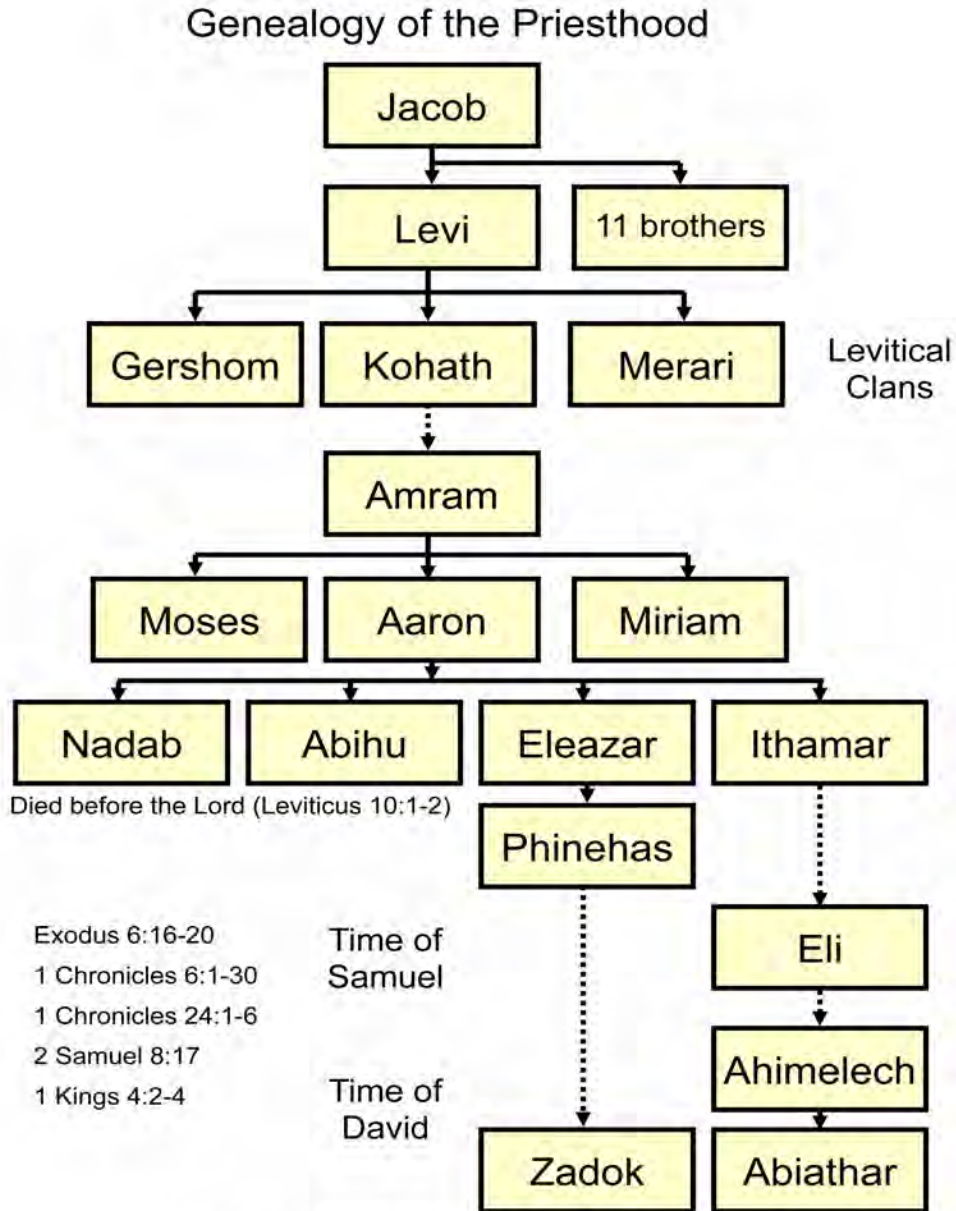 Genealogy of the Priesthood
Jacob
Levi
11 brothers
Gershom
Kohath
Merari
Levitical
Clans
Amram
Moses
Aaron
Miriam
Nadab
Abihu
Eleazar
Ithamar
Died before the Lord (Leviticus 10:1-2)
Phinehas
Exodus 6:16-20
1 Chronicles 6:1-30
1 Chronicles 24:1-6
2 Samuel 8:17
1 Kings 4:2-4
Time of
Samuel
Eli
Ahimelech
Time of
David
Zadok
Abiathar